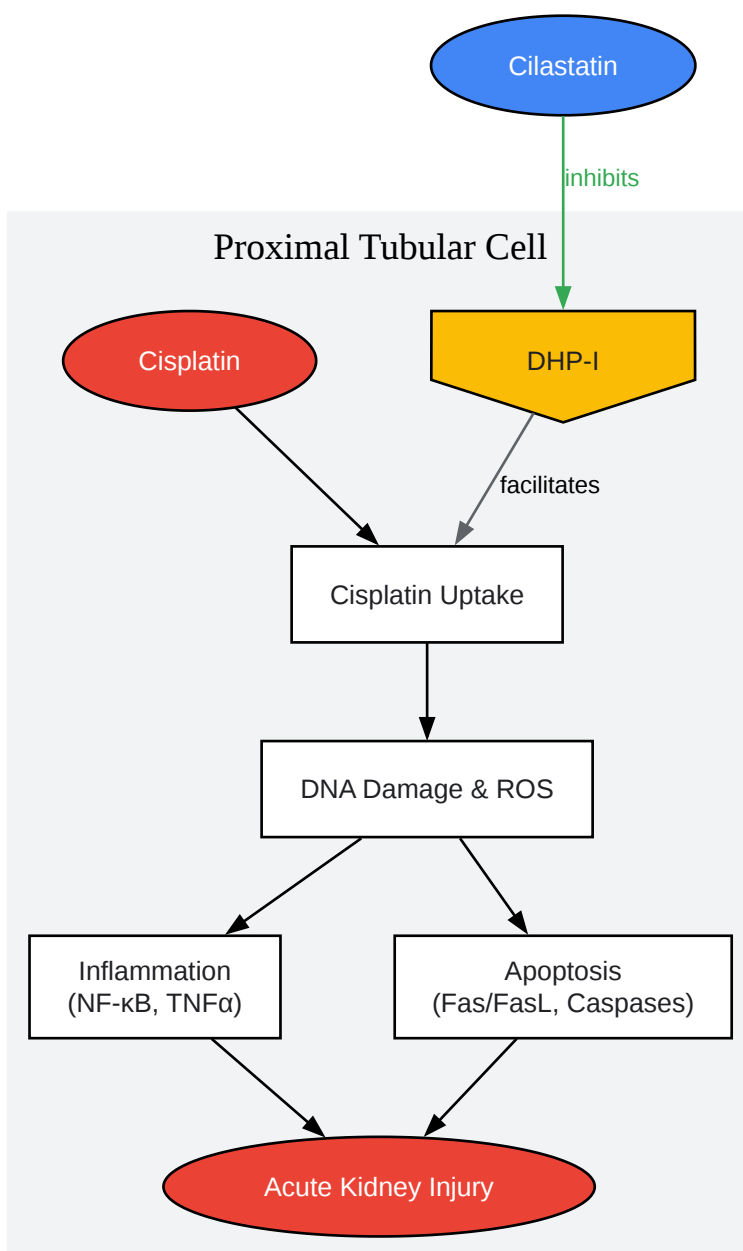 Cilastatin
inhibits
Proximal Tubular Cell
Cisplatin
DHP-I
facilitates
Cisplatin Uptake
DNA Damage & ROS
Inflammation
(NF-κB, TNFα)
Apoptosis
(Fas/FasL, Caspases)
Acute Kidney Injury